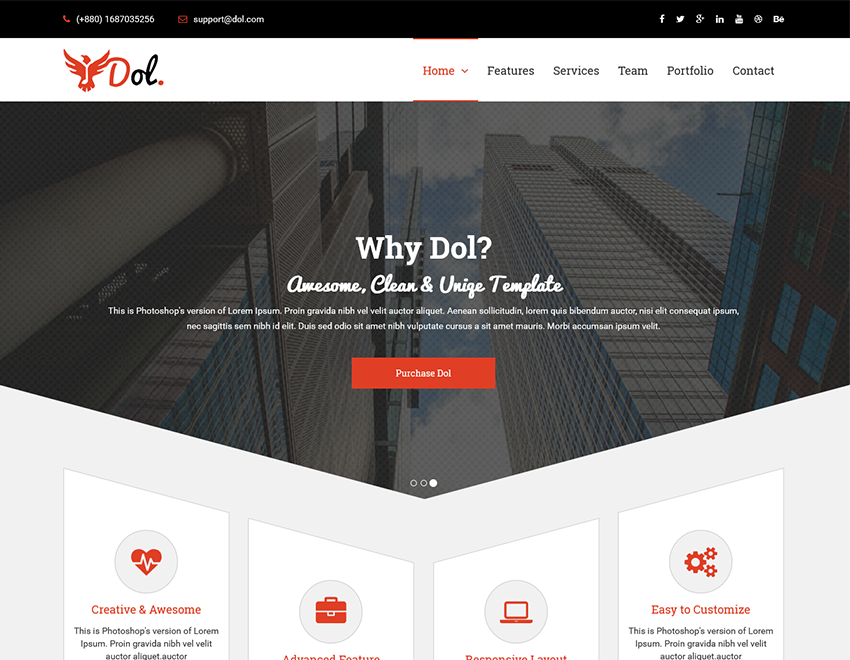 (+880) 1687035256 support@dol.com
Dol.
Home Features Services Team Portfolio Contact
Why Dol?
Awesome, Clean & Uniqe Template
This is Photoshop's version of Lorem Ipsum. Proin gravida nibh vel velit auctor aliquet. Aenean sollicitudin, lorem quis bibendum auctor, nisi elit consequat ipsum,
nec sagittis sem nibh id elit. Duis sed odio sit amet nibh vulputate cursus a sit amet mauris. Morbi accumsan ipsum velit.
Purchase Dol
Creative & Awesome
This is Photoshop's version of Lorem
Ipsum. Proin gravida nibh vel velit
auctor aliquet.auctor
Advanced Feature
Responsive Layout
Easy to Customize
This is Photoshop's version of Lorem
Ipsum. Proin gravida nibh vel velit
auctor aliquet.auctor